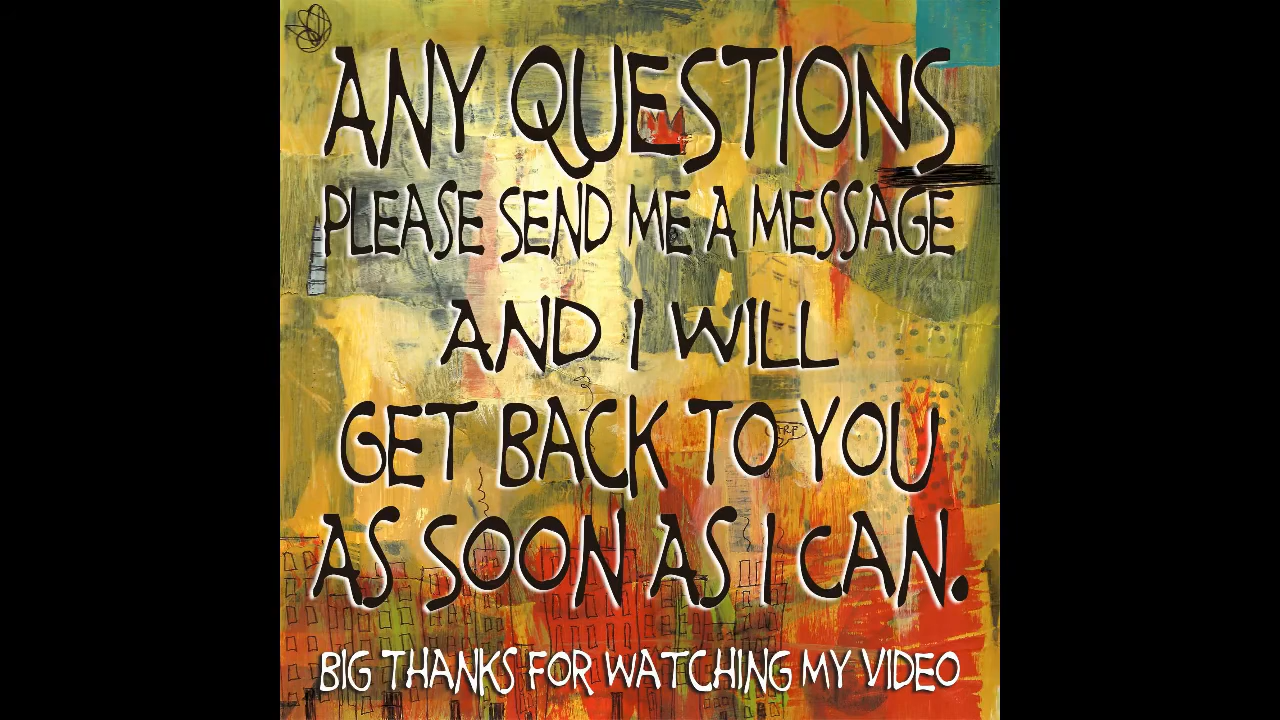 ANY QUESTIONS
PLEASE SEND ME A MESSAGE
AND I WILL
GET BACK TO YOU
AS SOON AS I CAN.
BIG THANKS FOR WATCHING MY VIDEO